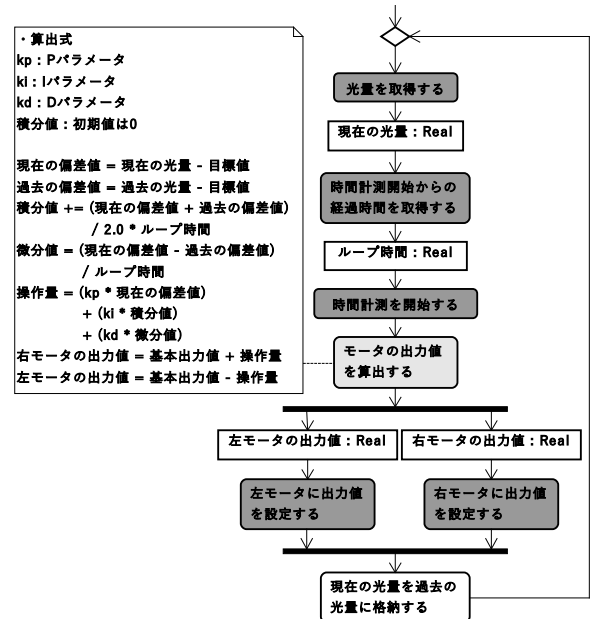 ・算出式
kp：Pパラメータ
ki：Iパラメータ
kd：Dパラメータ
積分値：初期値は0
現在の偏差値 = 現在の光量 - 目標値
過去の偏差値 = 過去の光量 - 目標値
積分値 += (現在の偏差値 + 過去の偏差値)
/ 2.0 * ループ時間
微分値 = (現在の偏差値 - 過去の偏差値)
/ ループ時間
操作量 = (kp * 現在の偏差値)
+ (ki * 積分値)
+ (kd * 微分値)
右モータの出力値 = 基本出力値 + 操作量
左モータの出力値 = 基本出力値 - 操作量
光量を取得する
現在の光量：Real
時間計測開始からの
経過時間を取得する
ループ時間：Real
時間計測を開始する
モータの出力値
を算出する
左モータの出力値：Real
右モータの出力値：Real
左モータに出力値
を設定する
右モータに出力値
を設定する
現在の光量を過去の
光量に格納する